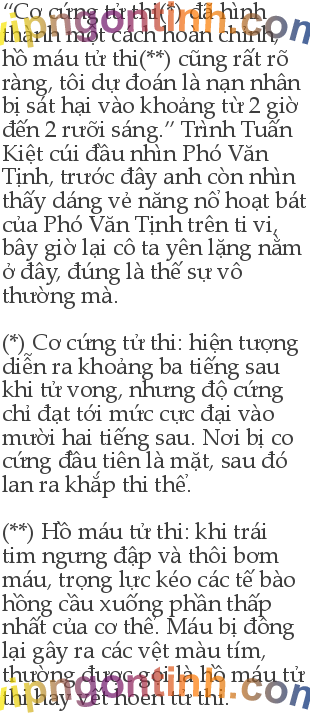 “Cơ cứng tử thi(*) đã hình
thành một cách hoàn chỉnh,
hồ máu tử thi(**) cũng rất rõ
ràng, tôi dự đoán là nạn nhân
bị sát hại vào khoảng từ 2 giờ
đến 2 rưỡi sáng.” Trình Tuấn
Kiệt cúi đầu nhìn Phó Văn
Tịnh, trước đây anh còn nhìn
thấy dáng vẻ năng nổ hoạt bát
của Phó Văn Tịnh trên ti vi,
bây giờ lại cô ta yên lặng nằm
ở đây, đúng là thế sự vô
thường mà.
(*) Cơ cứng tử thi: hiện tượng
diễn ra khoảng ba tiếng sau
khi tử vong, nhưng độ cứng
chỉ đạt tới mức cực đại vào
mười hai tiếng sau. Nơi bị co
cứng đầu tiên là mặt, sau đó
lan ra khắp thi thể.
(**) Hồ máu tử thi: khi trái
tim ngưng đập và thôi bơm
máu, trọng lực kéo các tế bào
hồng cầu xuống phần thấp
nhất của cơ thể. Máu bị đông
lại gây ra các vệt màu tím,
thường được gọi là hồ máu tử
thi hay vết hoen tử thi.